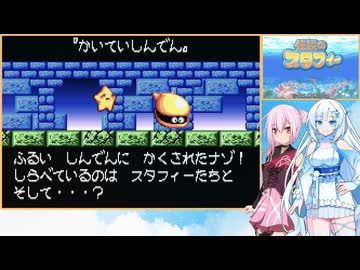 『かいていしんでん』
伝説の
スタフィー
ふるい しんでんに かくされたナゾ!
しらべているのは スタフィーたちと
そして・・・?